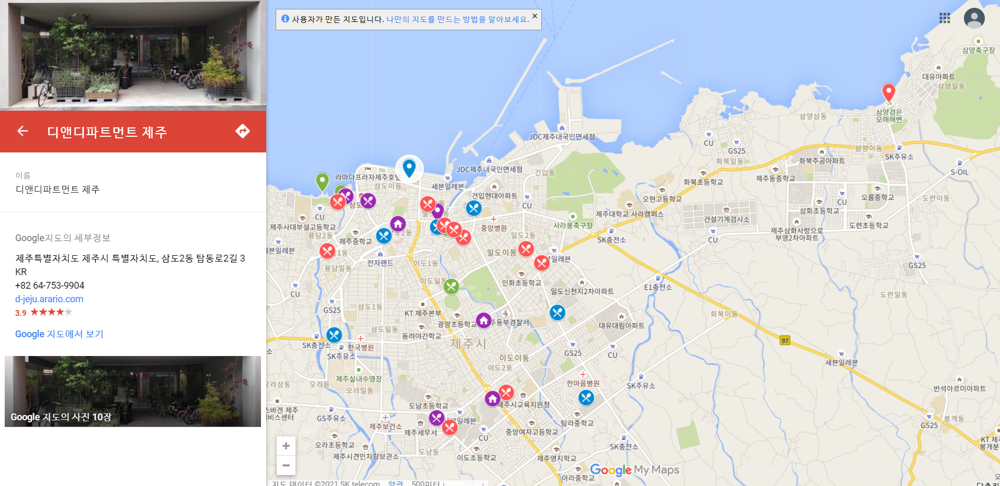 디앤디파트먼트 제주
이름
디앤디파트먼트 제주
Google지도의 세부정보
제주특별자치도 제주시 특별자치도, 삼도2동 탑동로2길 3
KR
+82 64-753-9904
d-jeju.arario.com
3.9
Google 지도에서 보기
Google 지도의 사진 10장
사용자가 만든 지도입니다. 나만의 지도를 만드는 방법을 알아보세요.
삼양축구장
대유아파트
삼양일동
삼양검은
모래해변
삼양삼동
JDC제주내국인면세점
CU
GS25
화북일동
화북주공아파트
삼양이동
SK주유소
S-OIL
JDC제주내국인면세점
건입동
라마다프라자제주호텔
삼도이동
세븐일레븐
건입현대아파트
화북초등학교
제주동중학교
오현고등학교
오름중학교
도련이동
CU
CU
CU
제주대학교 사라캠퍼스
삼화초등학교
건설기계검사소
제주사대부설고등학교
용담2동
중앙병원
사라봉축구장
도련초등학교
제주중학교
일도2동
제주삼화사랑으로
부영2차아파트
SK충전소
CU
세븐일레븐
일도이동
전자랜드
이도1동
용담일동
GS25
이도일동
인화초등학교
E1충전소
일도신천지2차아파트
CU
도련일동
GS25
삼도1동
KT 제주본부
화북이동
광양초등학교
제주동부경찰서
대유대림아파트
삼도일동
동려야간학교
제주시
SK충전소
한국병원
SK주유소
97
이도이동
GS25
CU
세븐일레븐
이도2동
제주실내수영장
오라삼동
오라동
오라일동
한마음병원
SK주유소
반석아르미아파트
도남초등학교
제주시교육지원청
스바겐 제주
비스센터
GS주유소
세븐일레븐
탐라중학교
봉개동
GS25
제주보건소
제주세무서
중앙여자고등학교
CU
KT 제주
봉개분
오라초등학교
SK충전소
도남동
제주시견인차량보관소
이도초등학교
제주영지학교
아라중학교
Google My Maps
지도 데이터 ©2021 SK telecom 약관 500미터